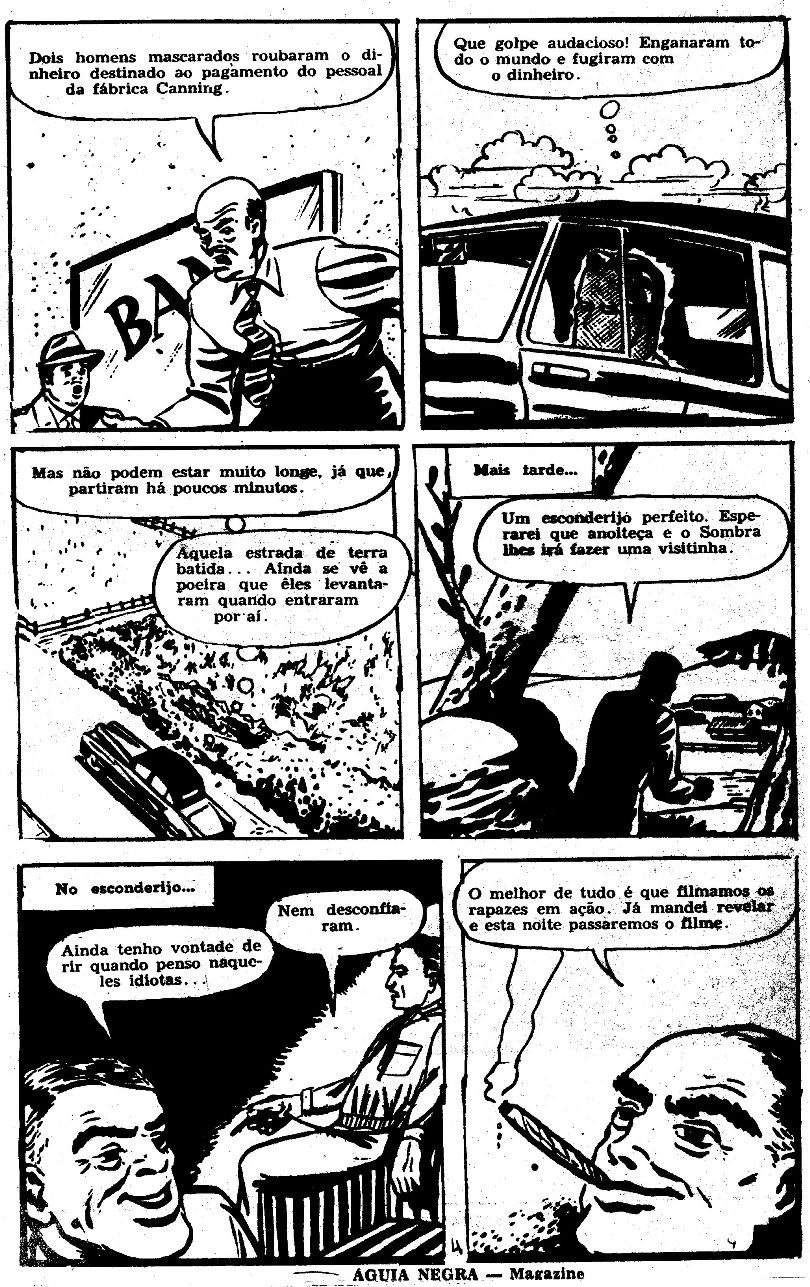 Dois homens mascarados roubaram o di-
nheiro destinado ao pagamento do pessoal
da fábrica Canning.
BAN
Que golpe audacioso! Enganaram to-
do o mundo e fugiram com
o dinheiro.
Mas não podem estar muito longe, já que
partiram há poucos minutos.
Aquela estrada de terra
batida... Ainda se vê a
poeira que êles levanta-
ram quando entraram
por aí.
Mais tarde...
Um esconderijo perfeito. Espe-
rarei que anoiteça e o Sombra
lhes irá fazer uma visitinha.
No esconderijo...
Ainda tenho vontade de
rir quando penso naque-
les idiotas...
Nem desconfia-
ram.
O melhor de tudo é que filmamos os
rapazes em ação. Já mandei revelar
e esta noite passaremos o filme.
4
ÁGUIA NEGRA — Magazine